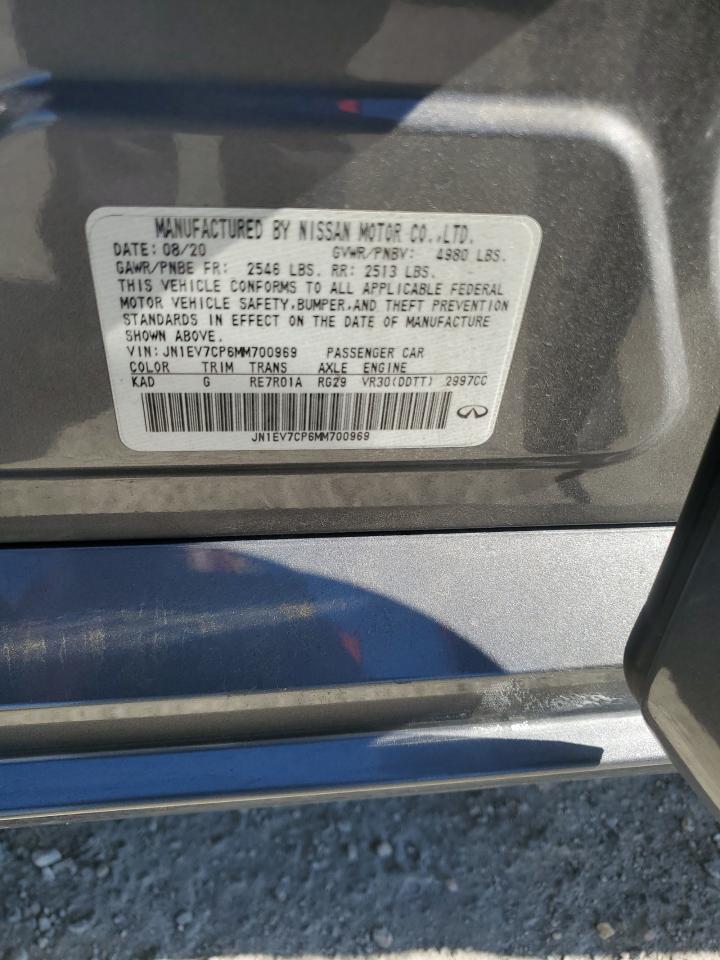 MANUFACTURED BY NISSAN MOTOR CO.,LTD.
DATE: 08/20 GVWR/PNBV: 4980 LBS.
GAWR/PNBE FR: 2546 LBS. RR: 2513 LBS.
THIS VEHICLE CONFORMS TO ALL APPLICABLE FEDERAL
MOTOR VEHICLE SAFETY,BUMPER,AND THEFT PREVENTION
STANDARDS IN EFFECT ON THE DATE OF MANUFACTURE
SHOWN ABOVE.
VIN: JN1EV7CP6MM700969 PASSENGER CAR
COLOR TRIM TRANS AXLE ENGINE
KAD G RE7R01A RG29 VR30(DDTT) 2997CC
JN1EV7CP6MM700969